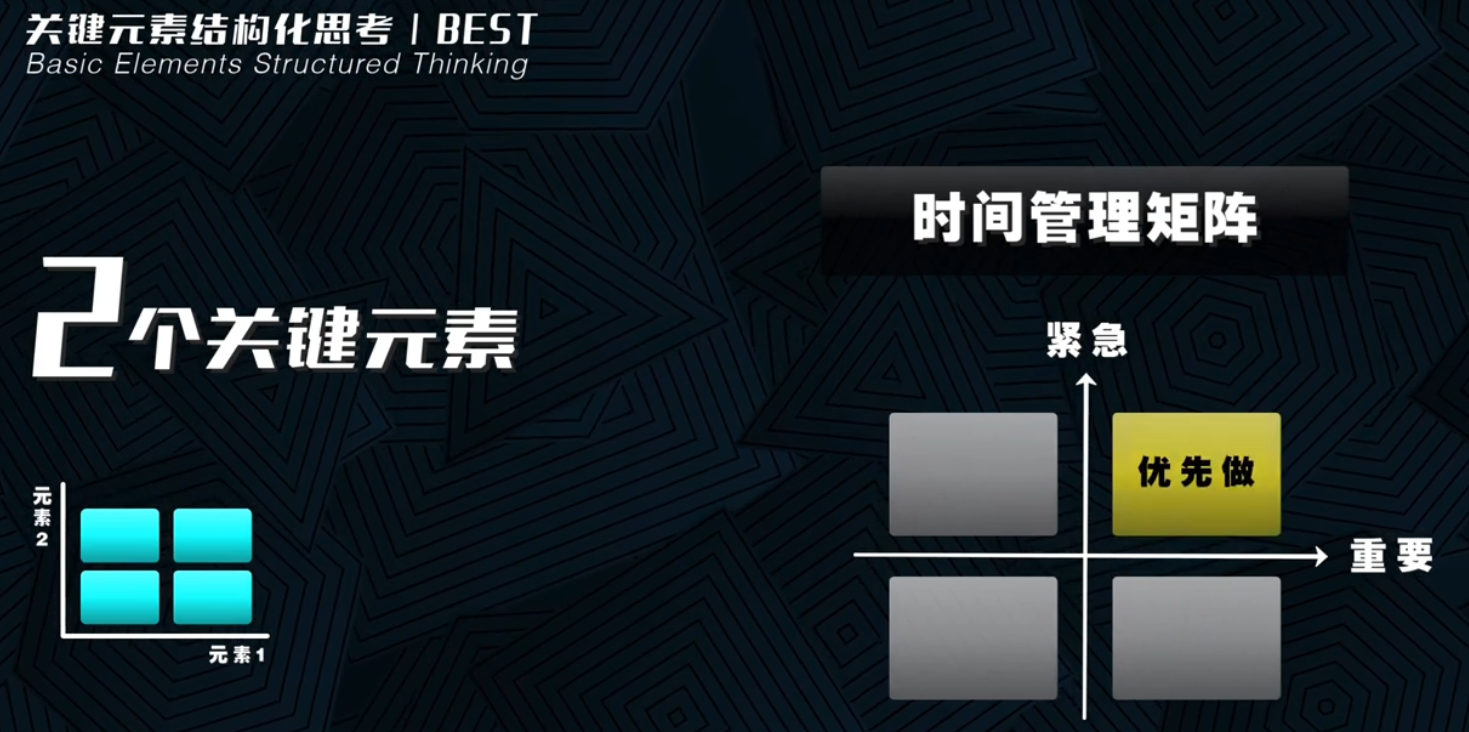 关键元素结构化思考 | BEST
Basic Elements Structured Thinking
2个关键元素
元素2
元素1
时间管理矩阵
紧急
优先做
重要